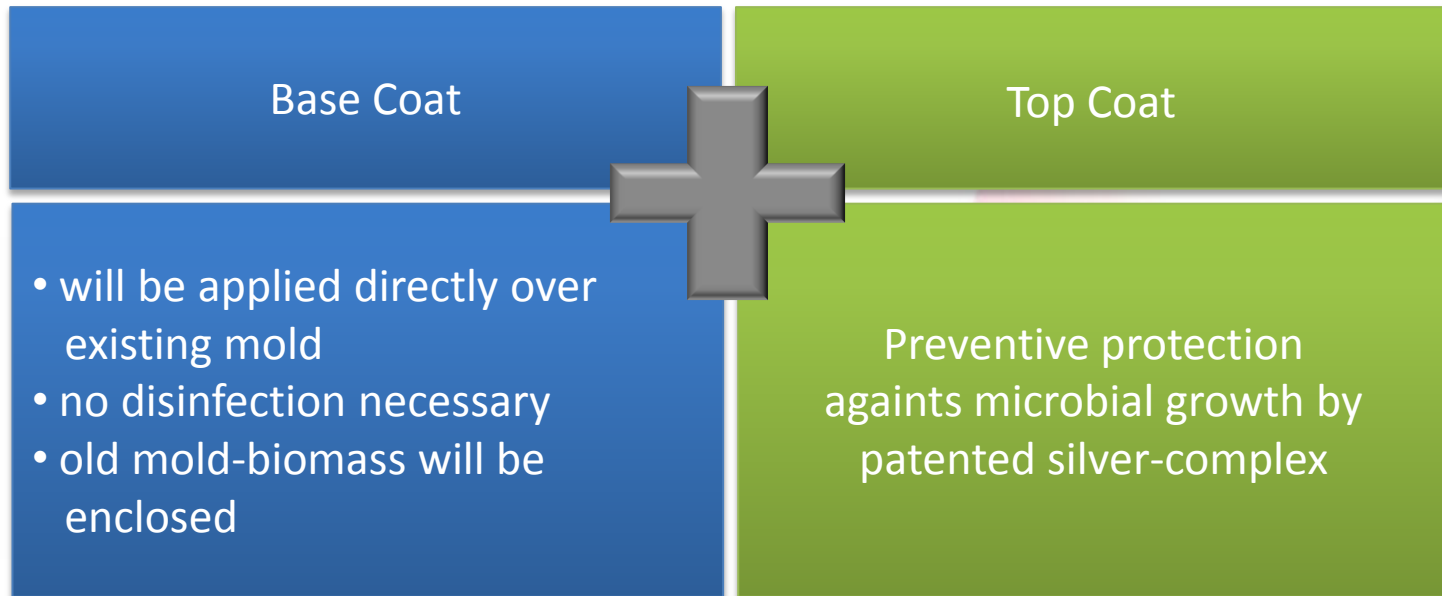 Base Coat
Top Coat
• will be applied directly over
existing mold
• no disinfection necessary
• old mold-biomass will be
enclosed
Preventive protection
againts microbial growth by
patented silver-complex